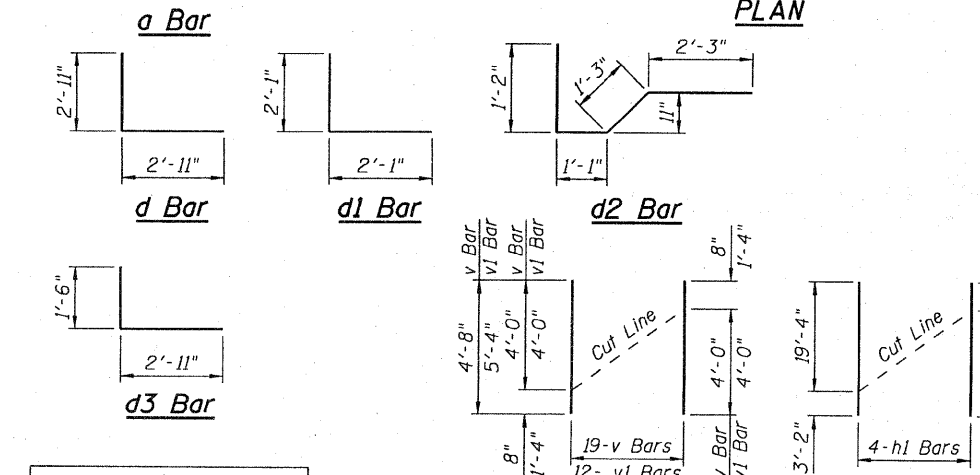 a Bar
PLAN
2'-11"
2'-11"
2'-1"
2'-1"
1'-2"
1'-3"
2'-3"
11"
1'-1"
d Bar
d1 Bar
d2 Bar
1'-6"
2'-11"
d3 Bar
v Bar
v1 Bar
v Bar
v1 Bar
8"
1'-4"
4'-8"
5'-4"
4'-0"
4'-0"
Cut Line
4'-0"
4'-0"
19-v Bars
12- v1 Bars
8"
1'-4"
v Bar
v1 Bar
19'-4"
Cut Line
3'-2"
4-h1 Bars